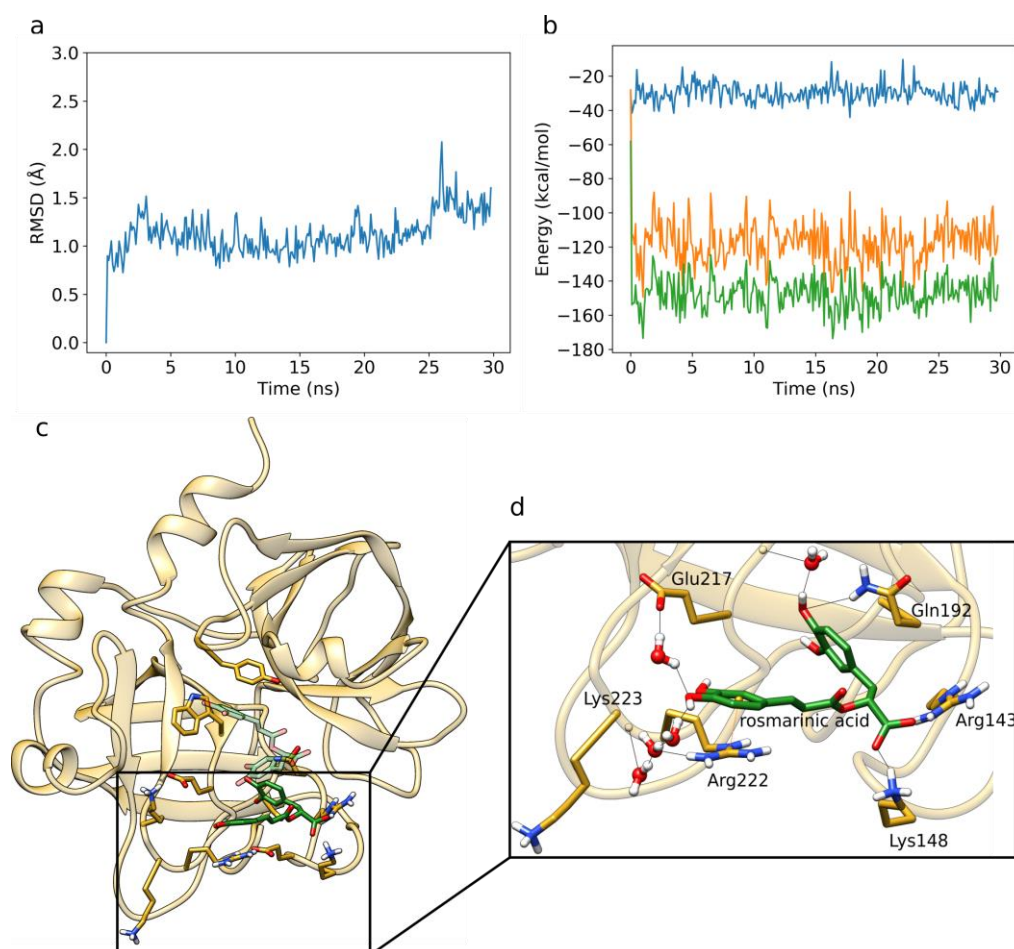 a
3.0
2.5
2.0
1.5
1.0
0.5
0.0
RMSD (Å)
0 5 10 15 20 25 30
Time (ns)
b
−20
−40
−60
−80
−100
−120
−140
−160
−180
Energy (kcal/mol)
0 5 10 15 20 25 30
Time (ns)
c
d
Glu217
Gln192
Lys223
rosmarinic acid
Arg143
Arg222
Lys148